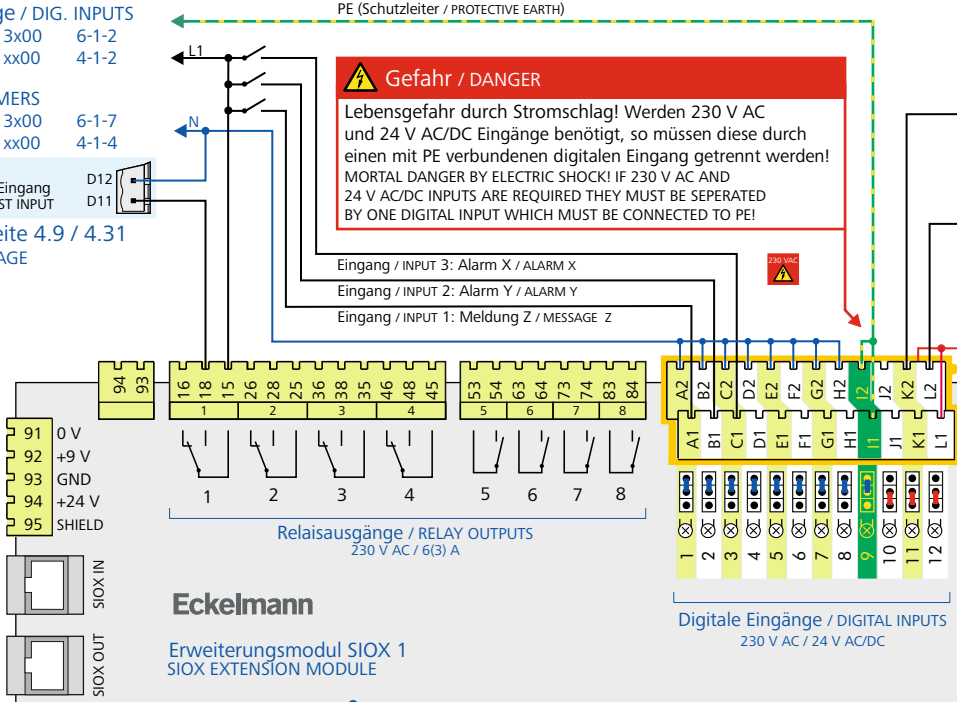 PE (Schutzleiter / PROTECTIVE EARTH)
ge / DIG. INPUTS
3x00 6-1-2
xx00 4-1-2
L1
MERS
3x00 6-1-7
xx00 4-1-4
N
Eingang
ST INPUT
D12
D11
eite 4.9 / 4.31
AGE
Gefahr / DANGER
Lebensgefahr durch Stromschlag! Werden 230 V AC
und 24 V AC/DC Eingänge benötigt, so müssen diese durch
einen mit PE verbundenen digitalen Eingang getrennt werden!
MORTAL DANGER BY ELECTRIC SHOCK! IF 230 V AC AND
24 V AC/DC INPUTS ARE REQUIRED THEY MUST BE SEPERATED
BY ONE DIGITAL INPUT WHICH MUST BE CONNECTED TO PE!
230 VAC
Eingang / INPUT 3: Alarm X / ALARM X
Eingang / INPUT 2: Alarm Y / ALARM Y
Eingang / INPUT 1: Meldung Z / MESSAGE Z
94 93 16 18 15 26 28 25 36 38 35 46 48 45 53 54 63 64 73 74 83 84
1 2 3 4 5 6 7 8
A2 B2 C2 D2 E2 F2 G2 H2 I2 J2 K2 L2
A1 B1 C1 D1 E1 F1 G1 H1 I1 J1 K1 L1
91 0 V
92 +9 V
93 GND
94 +24 V
95 SHIELD
1 2 3 4 5 6 7 8
Relaisausgänge / RELAY OUTPUTS
230 V AC / 6(3) A
1 2 3 4 5 6 7 8 9 10 11 12
Digitale Eingänge / DIGITAL INPUTS
230 V AC / 24 V AC/DC
SIOX IN
SIOX OUT
Eckelmann
Erweiterungsmodul SIOX 1
SIOX EXTENSION MODULE